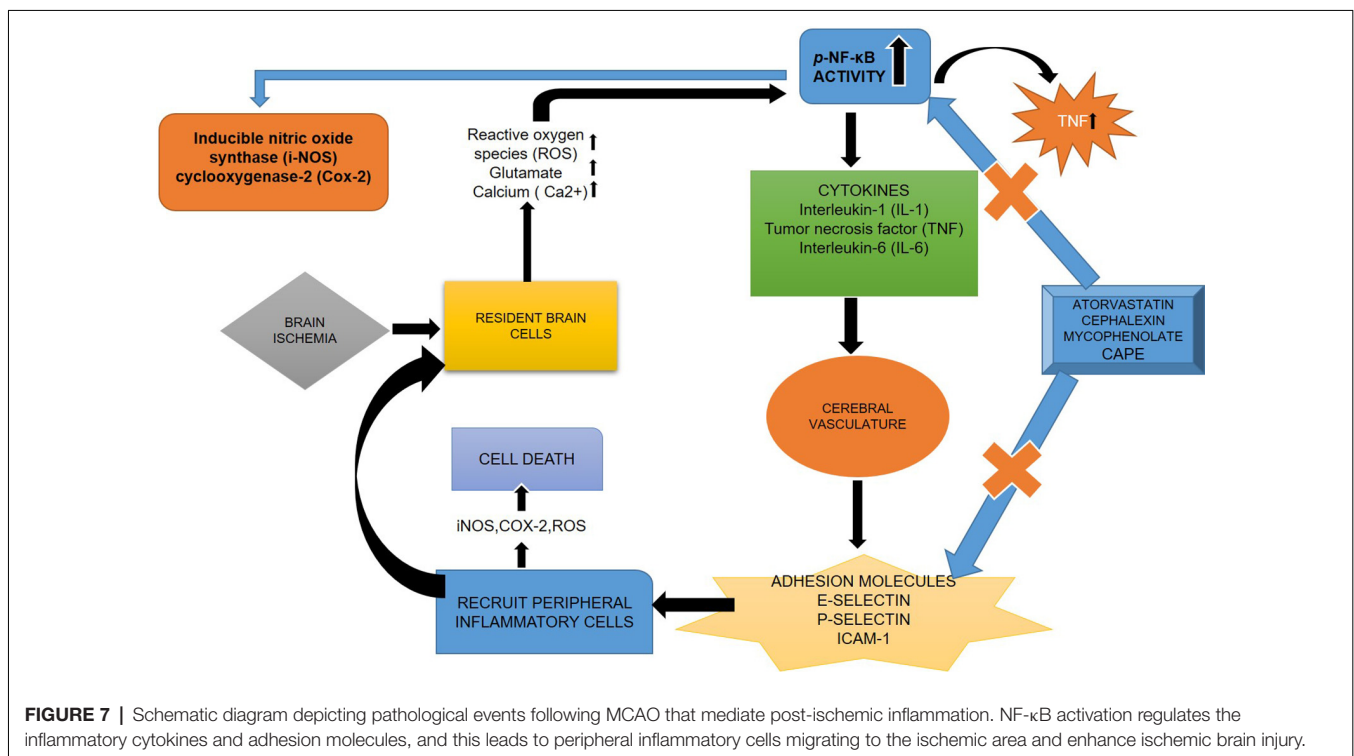 p-NF-κB
ACTIVITY
TNF
Inducible nitric oxide
synthase (i-NOS)
cyclooxygenase-2 (Cox-2)
Reactive oxygen
species (ROS)
Glutamate
Calcium ( Ca2+)
CYTOKINES
Interleukin-1 (IL-1)
Tumor necrosis factor (TNF)
Interleukin-6 (IL-6)
BRAIN
ISCHEMIA
RESIDENT BRAIN
CELLS
ATORVASTATIN
CEPHALEXIN
MYCOPHENOLATE
CAPE
CEREBRAL
VASCULATURE
CELL DEATH
iNOS,COX-2,ROS
RECRUIT PERIPHERAL
INFLAMMATORY CELLS
ADHESION MOLECULES
E-SELECTIN
P-SELECTIN
ICAM-1
FIGURE 7 | Schematic diagram depicting pathological events following MCAO that mediate post-ischemic inflammation. NF-κB activation regulates the
inflammatory cytokines and adhesion molecules, and this leads to peripheral inflammatory cells migrating to the ischemic area and enhance ischemic brain injury.